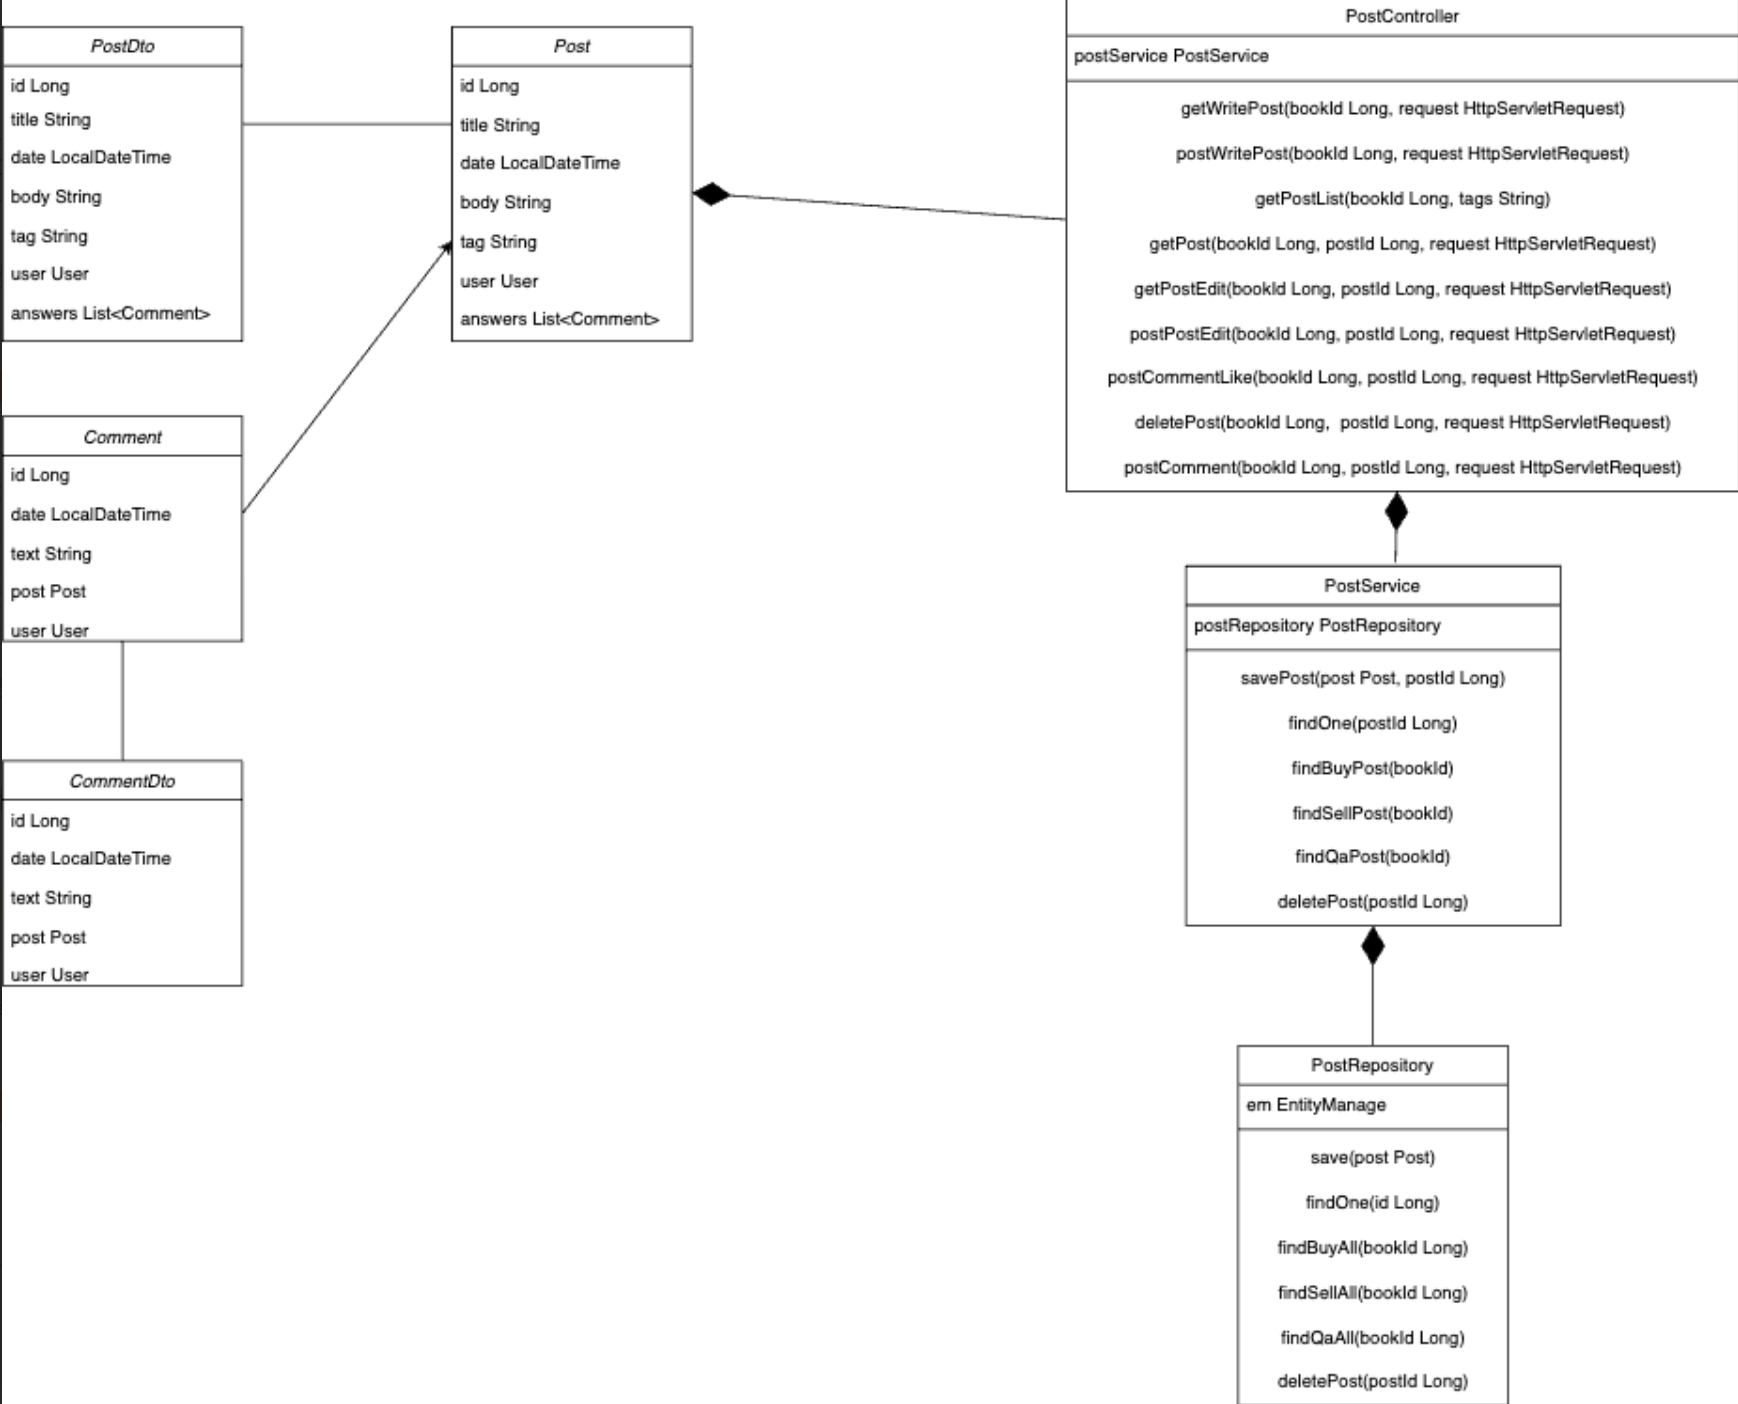 PostDto
id Long
title String
date LocalDateTime
body String
tag String
user User
answers List<Comment>
Post
id Long
title String
date LocalDateTime
body String
tag String
user User
answers List<Comment>
PostController
postService PostService
getWritePost(bookId Long, request HttpServletRequest)
postWritePost(bookId Long, request HttpServletRequest)
getPostList(bookId Long, tags String)
getPost(bookId Long, postId Long, request HttpServletRequest)
getPostEdit(bookId Long, postId Long, request HttpServletRequest)
postPostEdit(bookId Long, postId Long, request HttpServletRequest)
postCommentLike(bookId Long, postId Long, request HttpServletRequest)
deletePost(bookId Long,  postId Long, request HttpServletRequest)
postComment(bookId Long, postId Long, request HttpServletRequest)
Comment
id Long
date LocalDateTime
text String
post Post
user User
CommentDto
id Long
date LocalDateTime
text String
post Post
user User
PostService
postRepository PostRepository
savePost(post Post, postId Long)
findOne(postId Long)
findBuyPost(bookId)
findSellPost(bookId)
findQaPost(bookId)
deletePost(postId Long)
PostRepository
em EntityManage
save(post Post)
findOne(id Long)
findBuyAll(bookId Long)
findSellAll(bookId Long)
findQaAll(bookId Long)
deletePost(postId Long)